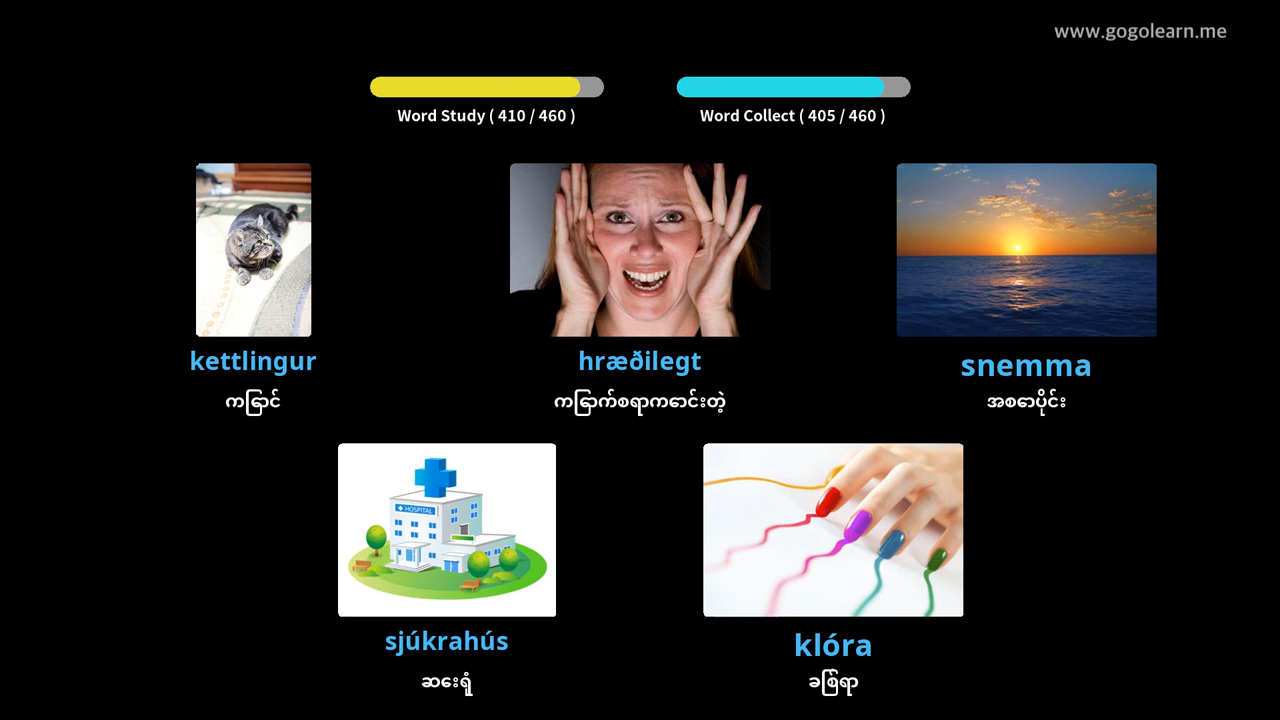 www.gogolearn.me
Word Study ( 410 / 460 )
Word Collect ( 405 / 460 )
kettlingur
hræðilegt
snemma
ကြောင်
ကြောက်စရာကောင်းတဲ့
အစောပိုင်း
HOSPITAL
sjúkrahús
klóra
ဆေးရုံ
ခြစ်ရာ